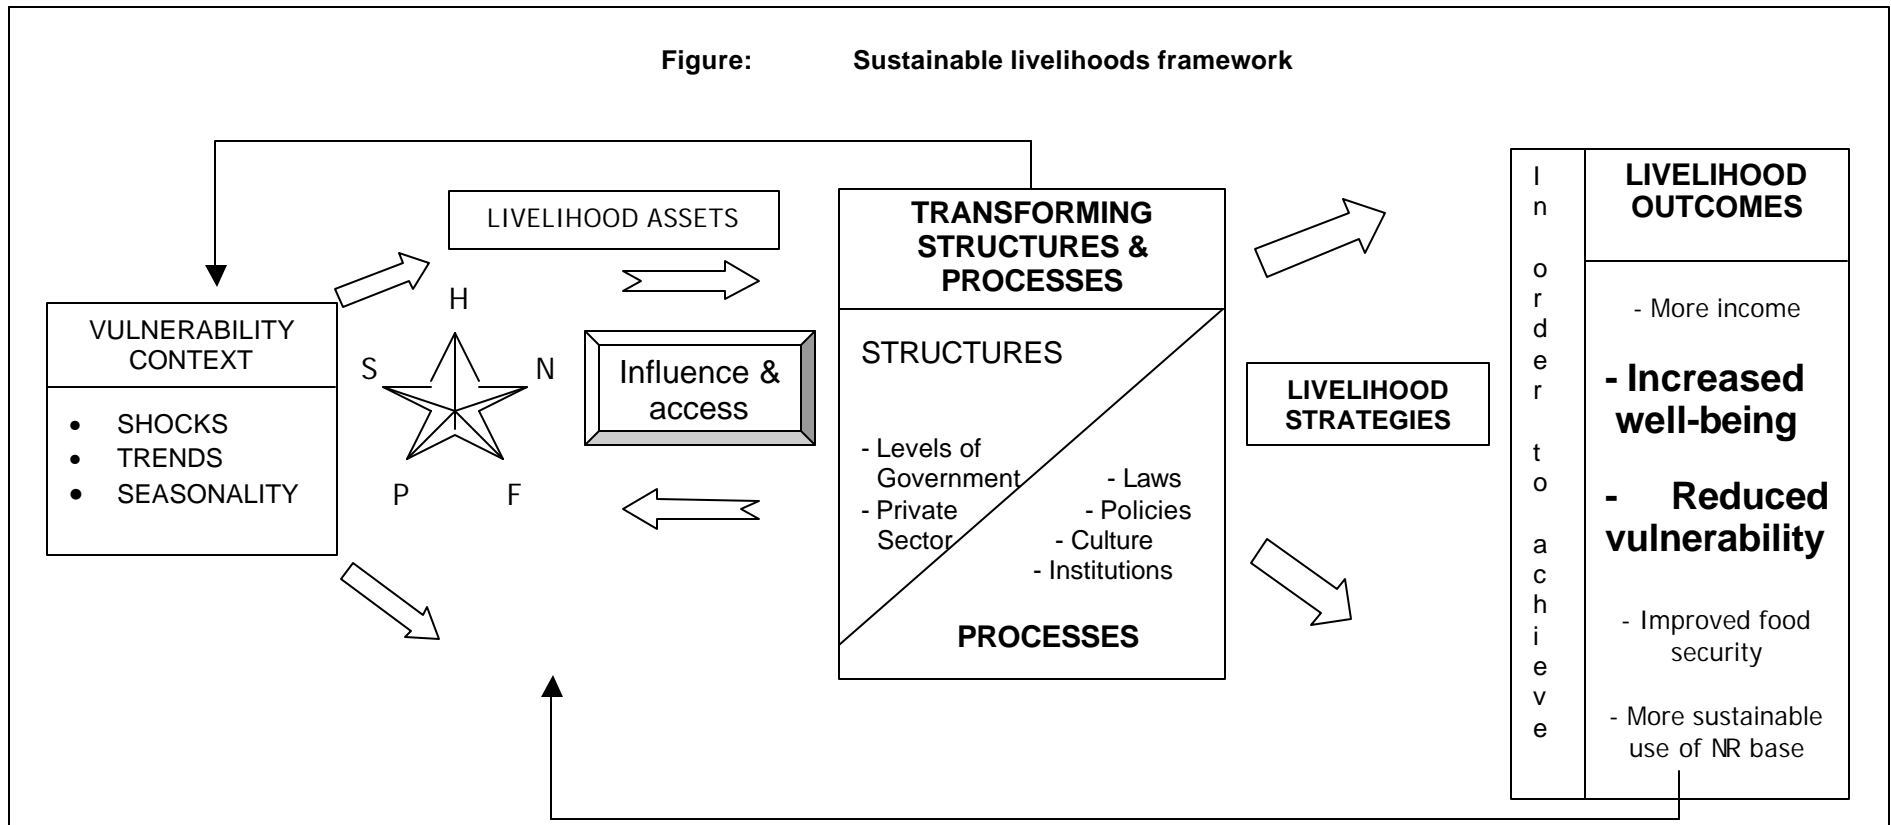 Figure: Sustainable livelihoods framework
LIVELIHOOD ASSETS
VULNERABILITY
CONTEXT
• SHOCKS
• TRENDS
• SEASONALITY
H
S
N
P
F
Influence &
access
TRANSFORMING
STRUCTURES &
PROCESSES
STRUCTURES
- Levels of
Government
- Private
Sector
- Laws
- Policies
- Culture
- Institutions
PROCESSES
LIVELIHOOD
STRATEGIES
In order to achieve
LIVELIHOOD
OUTCOMES
- More income
- Increased
well-being
- Reduced
vulnerability
- Improved food
security
- More sustainable
use of NR base